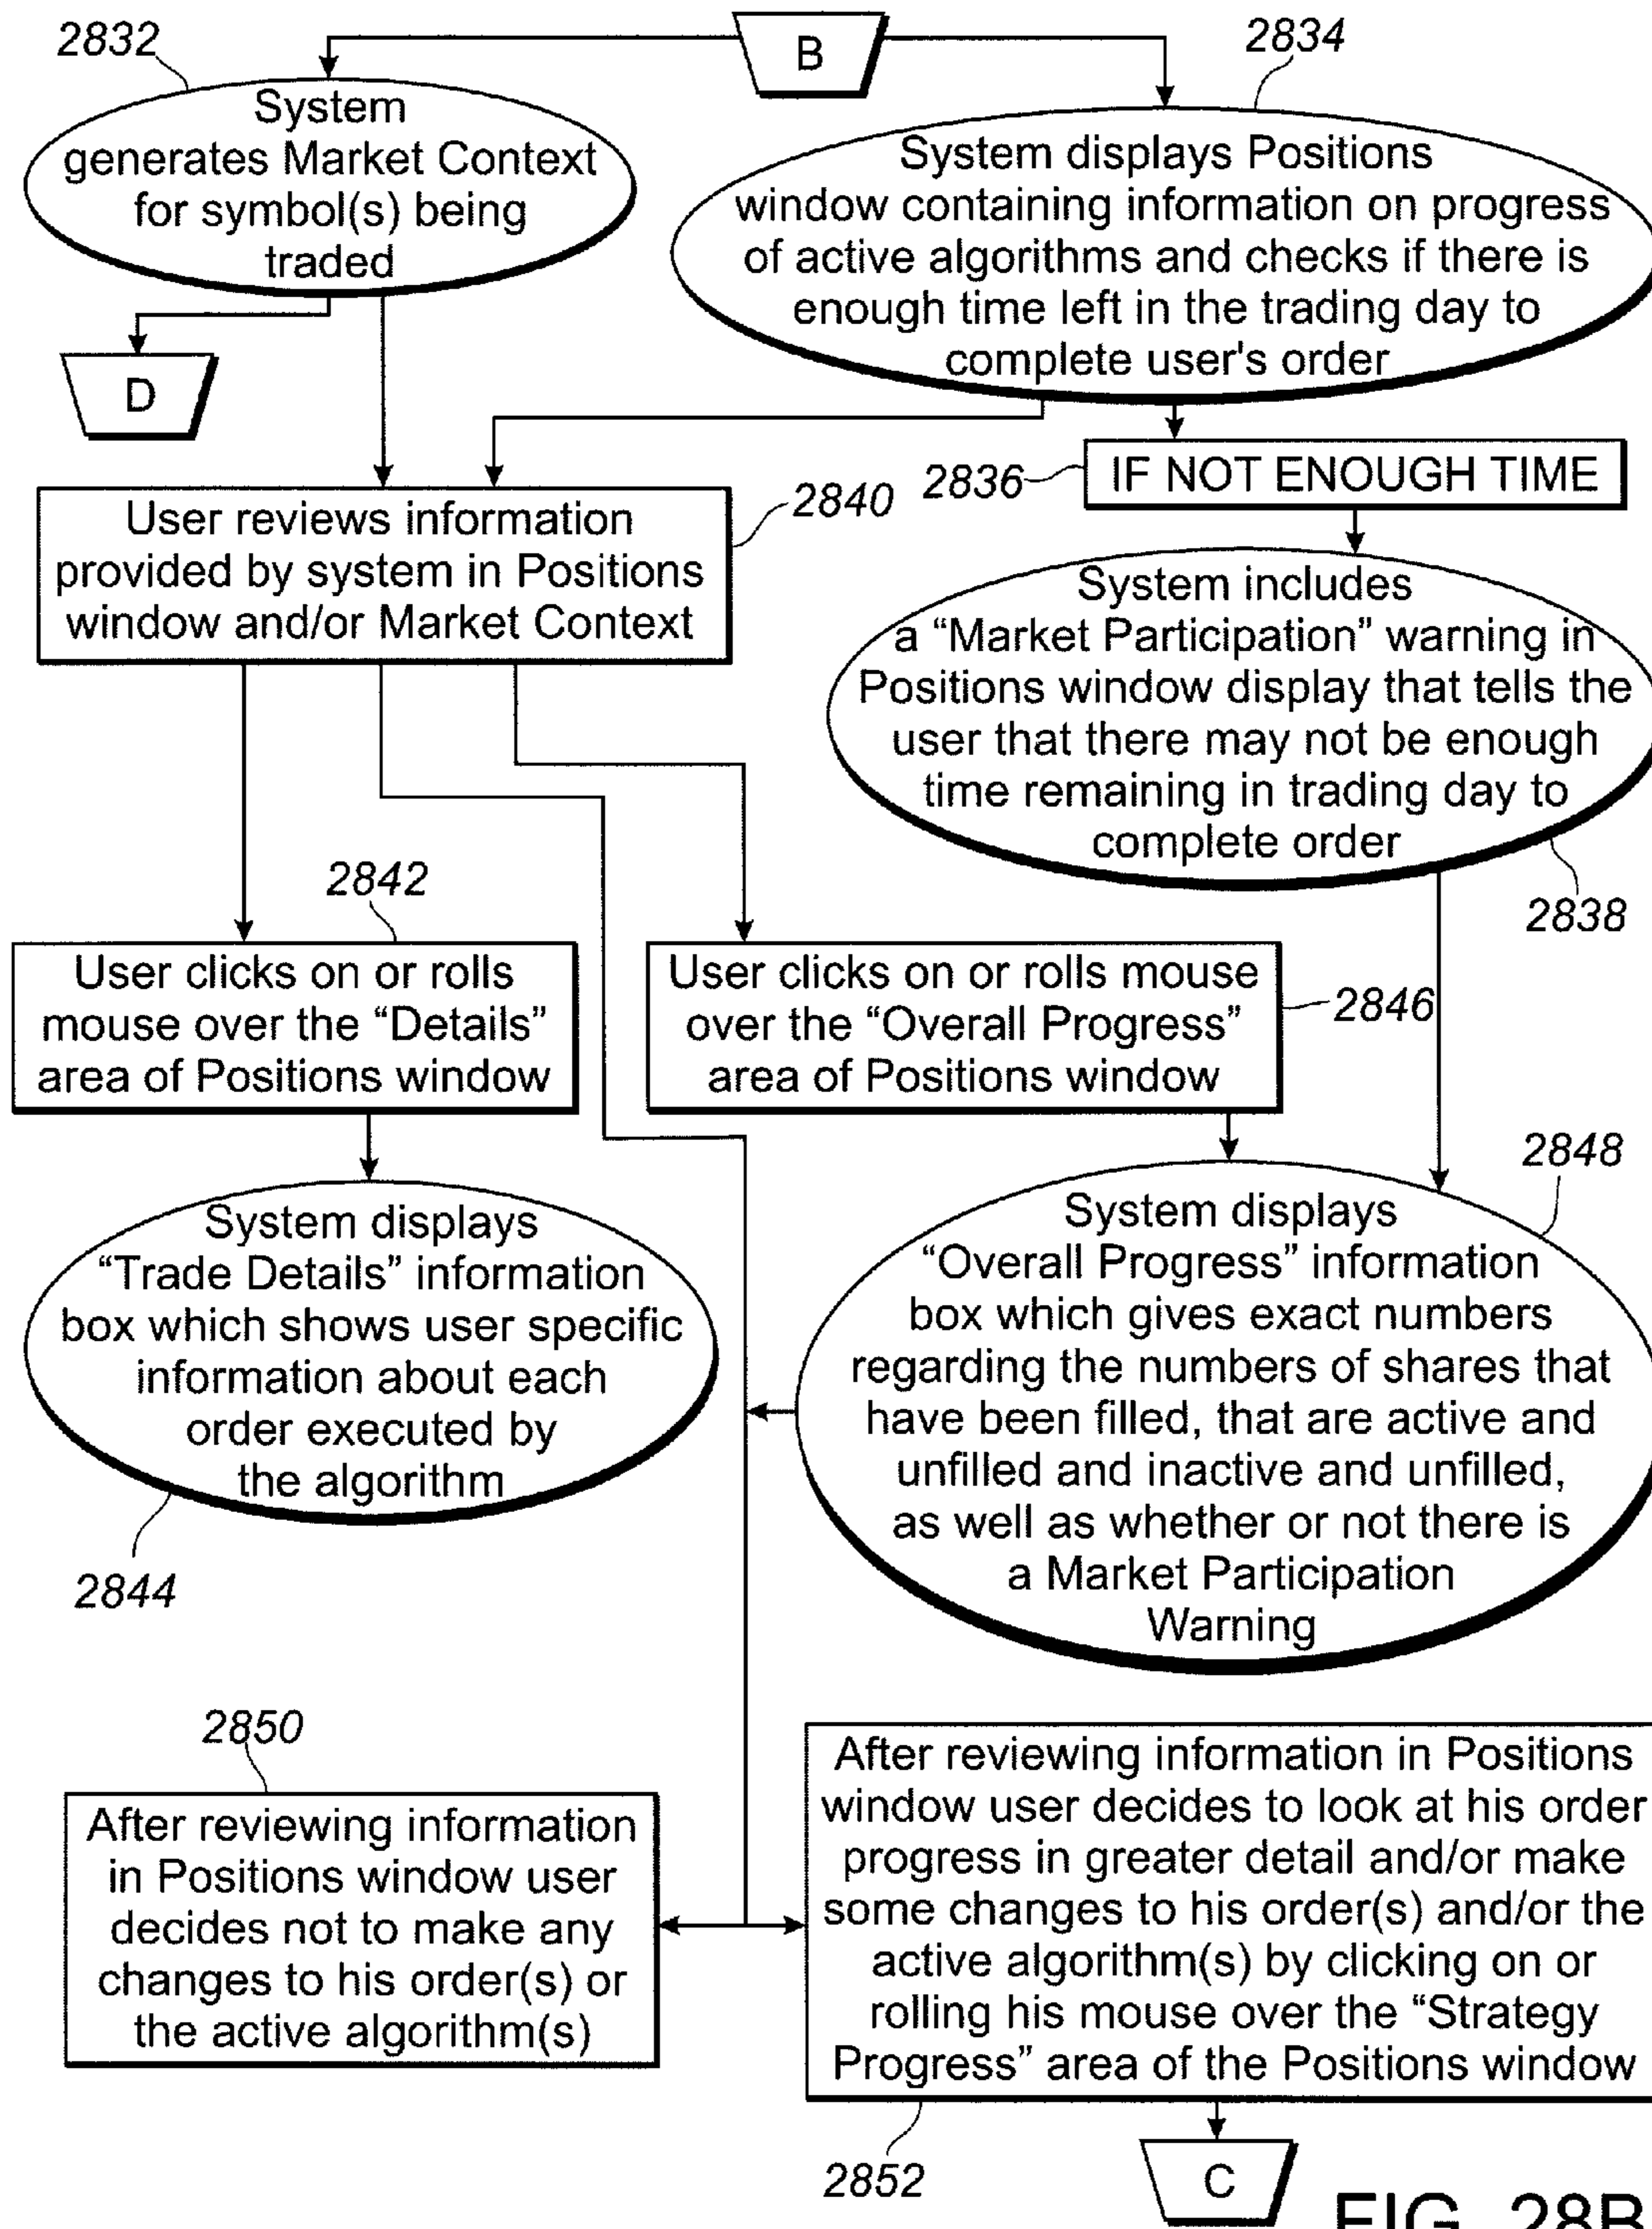 2832
B
2834
System
generates Market Context
for symbol(s) being
traded
System displays Positions
window containing information on progress
of active algorithms and checks if there is
enough time left in the trading day to
complete user's order
D
2836
IF NOT ENOUGH TIME
2840
User reviews information
provided by system in Positions
window and/or Market Context
System includes
a “Market Participation” warning in
Positions window display that tells the
user that there may not be enough
time remaining in trading day to
complete order
2838
2842
User clicks on or rolls
mouse over the “Details”
area of Positions window
User clicks on or rolls mouse
over the “Overall Progress”
area of Positions window
2846
2848
System displays
“Trade Details” information
box which shows user specific
information about each
order executed by
the algorithm
2844
System displays
“Overall Progress” information
box which gives exact numbers
regarding the numbers of shares that
have been filled, that are active and
unfilled and inactive and unfilled,
as well as whether or not there is
a Market Participation
Warning
2850
After reviewing information
in Positions window user
decides not to make any
changes to his order(s) or
the active algorithm(s)
After reviewing information in Positions
window user decides to look at his order
progress in greater detail and/or make
some changes to his order(s) and/or the
active algorithm(s) by clicking on or
rolling his mouse over the “Strategy
Progress” area of the Positions window
2852
C
FIG. 28B